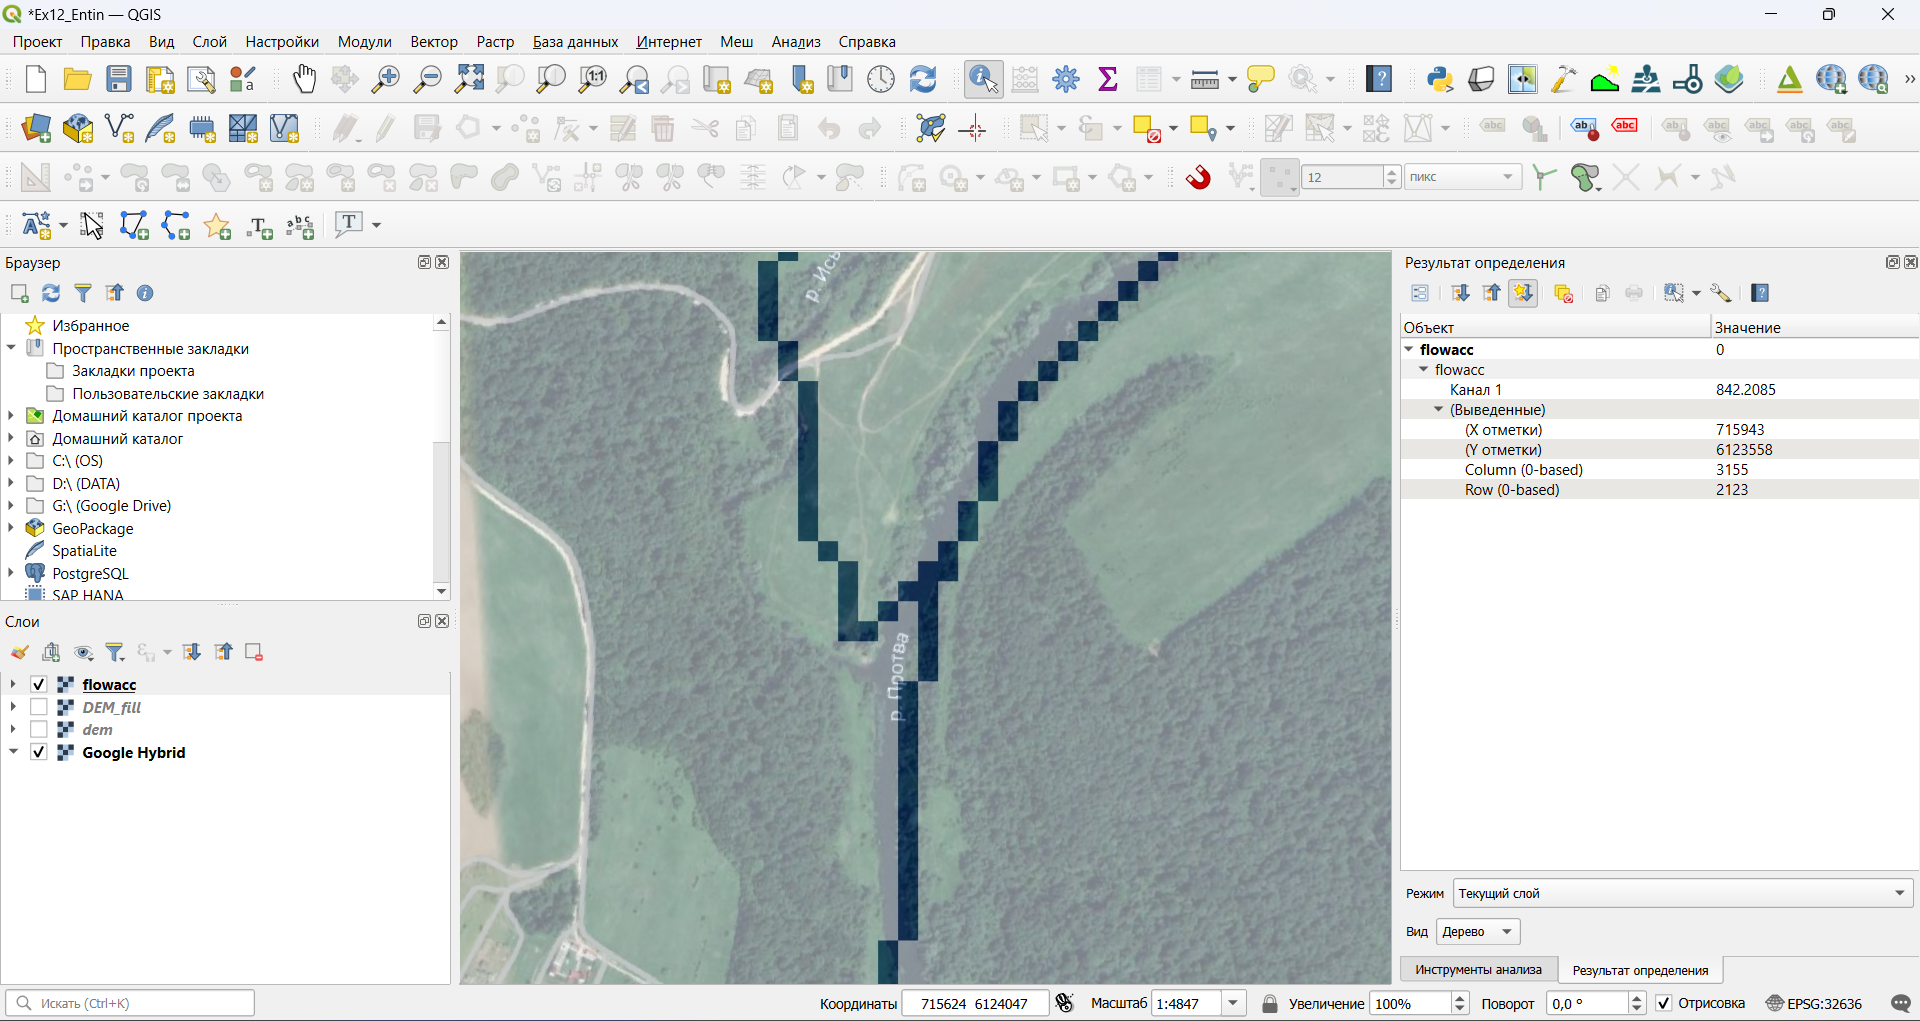 *Ex12_Entin — QGIS
Проект Правка Вид Слой Настройки Модули Вектор Растр База данных Интернет Меш Анализ Справка
12 пикс
Браузер
Избранное
Пространственные закладки
Закладки проекта
Пользовательские закладки
Домашний каталог проекта
Домашний каталог
C:\ (OS)
D:\ (DATA)
G:\ (Google Drive)
GeoPackage
SpatiaLite
PostgreSQL
SAP HANA
Слои
flowacc
DEM_fill
dem
Google Hybrid
р. Ись
р. Протва
Результат определения
Объект Значение
flowacc 0
flowacc
Канал 1 842.2085
(Выведенные)
(X отметки) 715943
(Y отметки) 6123558
Column (0-based) 3155
Row (0-based) 2123
Режим Текущий слой
Вид Дерево
Инструменты анализа Результат определения
Искать (Ctrl+K) Координаты 715624 6124047 Масштаб 1:4847 Увеличение 100% Поворот 0,0 ° Отрисовка EPSG:32636